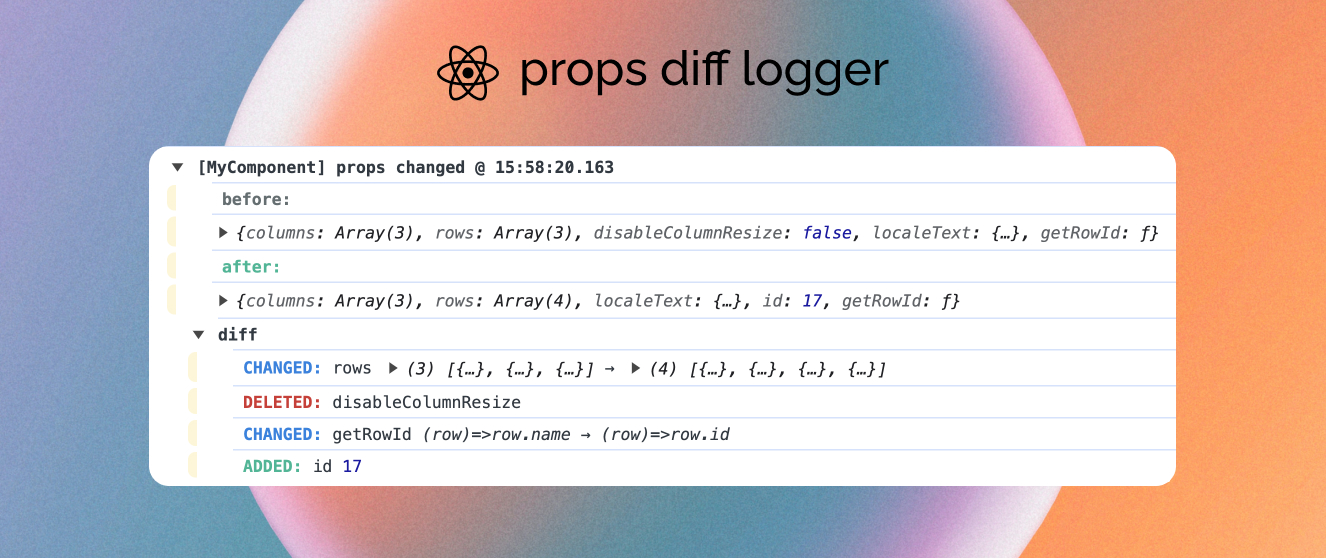 props diff logger
▼ [MyComponent] props changed @ 15:58:20.163
before:
▶ {columns: Array(3), rows: Array(3), disableColumnResize: false, localeText: {…}, getRowId: ƒ}
after:
▶ {columns: Array(3), rows: Array(4), localeText: {…}, id: 17, getRowId: ƒ}
▼ diff
CHANGED: rows ▶ (3) [{…}, {…}, {…}] → ▶ (4) [{…}, {…}, {…}, {…}]
DELETED: disableColumnResize
CHANGED: getRowId (row)=>row.name → (row)=>row.id
ADDED: id 17